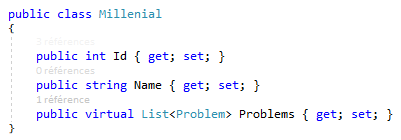 public class Millenial
{
3 références
public int Id { get; set; }
0 références
public string Name { get; set; }
1 référence
public virtual List<Problem> Problems { get; set; }
}